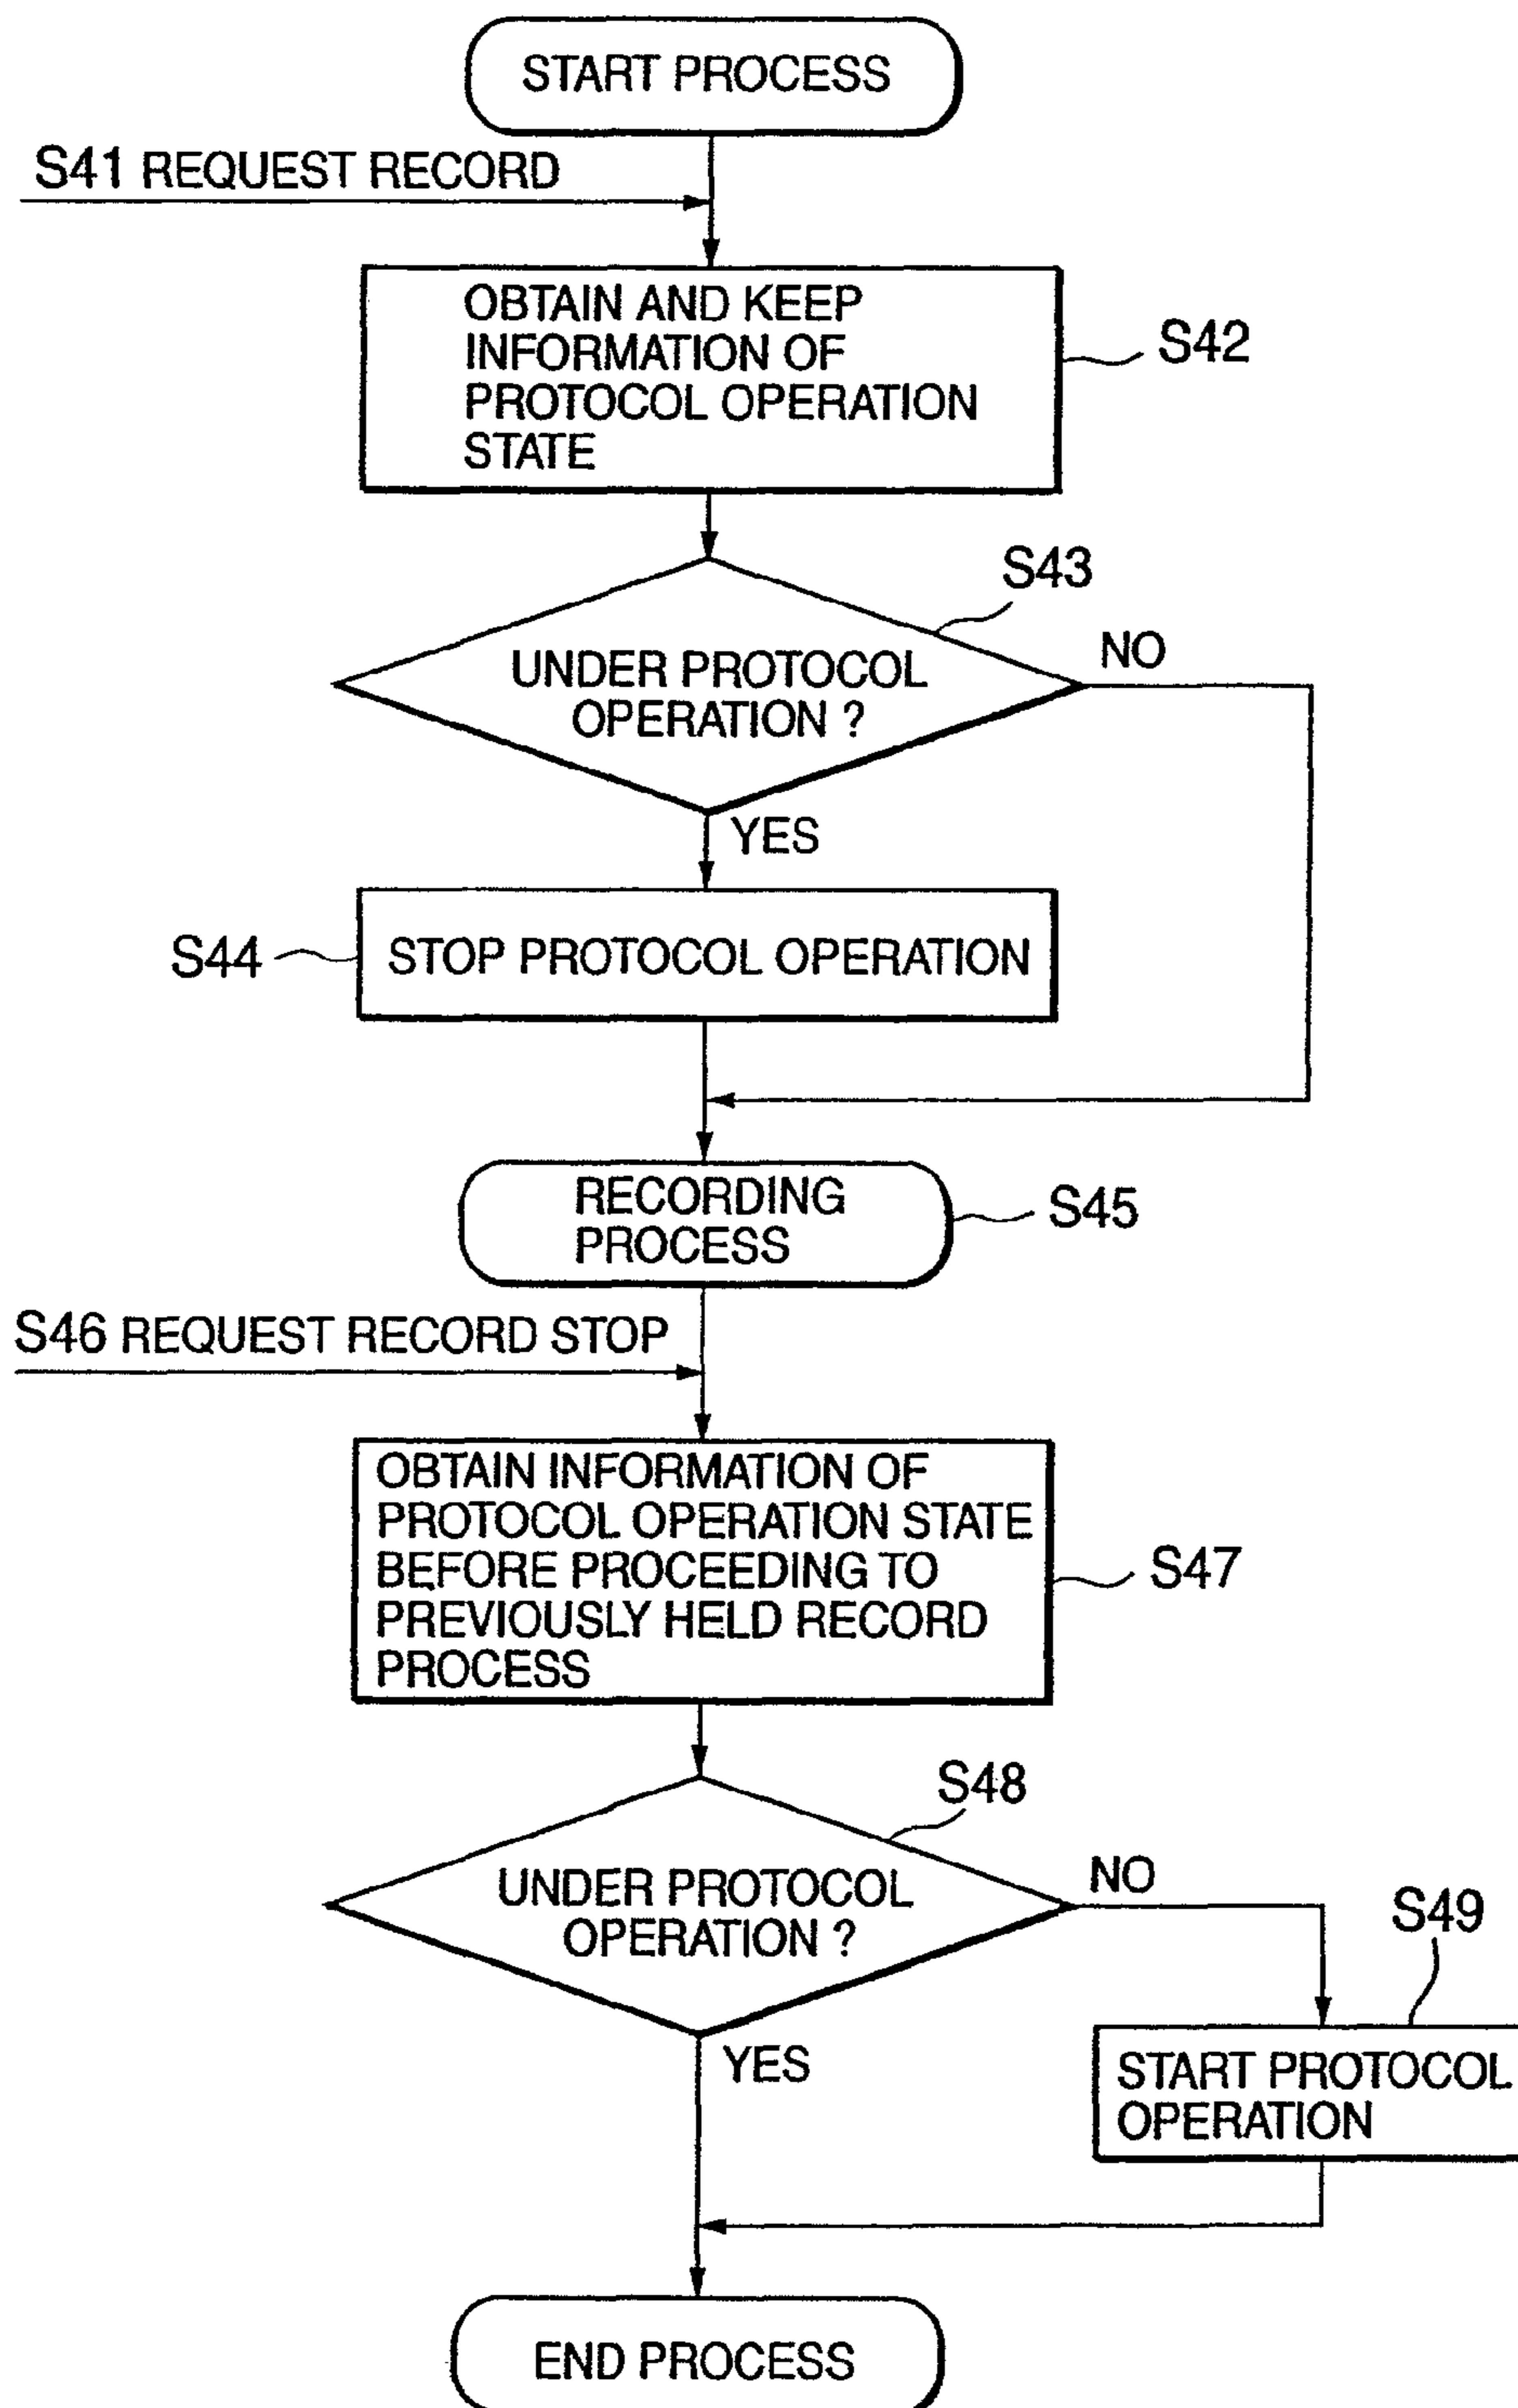 START PROCESS
S41 REQUEST RECORD
OBTAIN AND KEEP
INFORMATION OF
PROTOCOL OPERATION
STATE
S42
S43
UNDER PROTOCOL
OPERATION ?
NO
YES
S44
STOP PROTOCOL OPERATION
RECORDING
PROCESS
S45
S46 REQUEST RECORD STOP
OBTAIN INFORMATION OF
PROTOCOL OPERATION STATE
BEFORE PROCEEDING TO
PREVIOUSLY HELD RECORD
PROCESS
S47
S48
UNDER PROTOCOL
OPERATION ?
NO
S49
YES
START PROTOCOL
OPERATION
END PROCESS